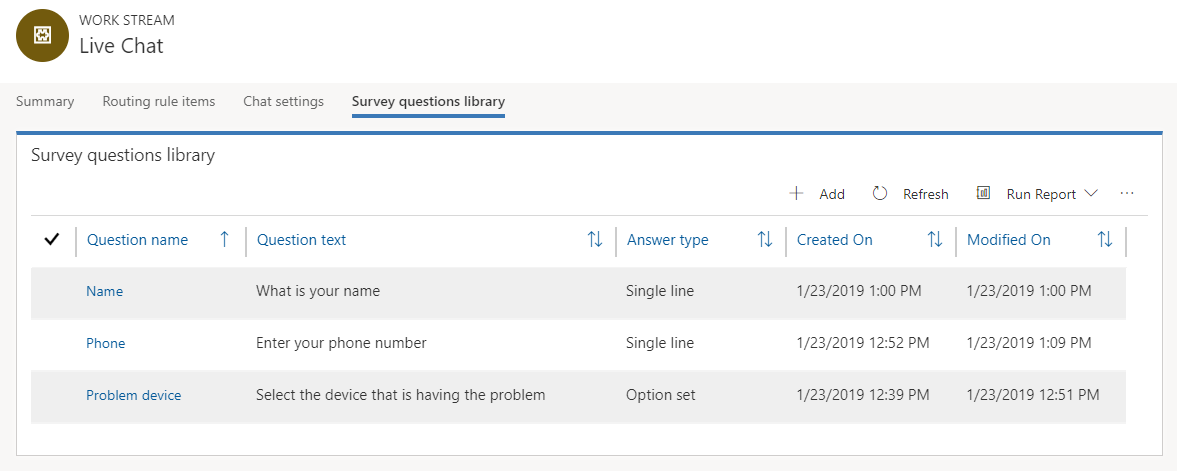 WORK STREAM
Live Chat
Summary Routing rule items Chat settings Survey questions library
Survey questions library
Add Refresh Run Report ...
Question name Question text Answer type Created On Modified On
Name What is your name Single line 1/23/2019 1:00 PM 1/23/2019 1:00 PM
Phone Enter your phone number Single line 1/23/2019 12:52 PM 1/23/2019 1:09 PM
Problem device Select the device that is having the problem Option set 1/23/2019 12:39 PM 1/23/2019 12:51 PM